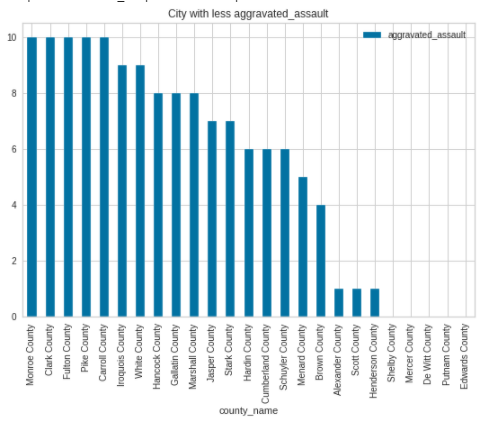 City with less aggravated_assault
aggravated_assault
10
8
6
4
2
0
Monroe County
Clark County
Fulton County
Pike County
Carroll County
Iroquois County
White County
Hancock County
Gallatin County
Marshall County
Jasper County
Stark County
Hardin County
Cumberland County
Schuyler County
Menard County
Brown County
Alexander County
Scott County
Henderson County
Shelby County
Mercer County
De Witt County
Putnam County
Edwards County
county_name